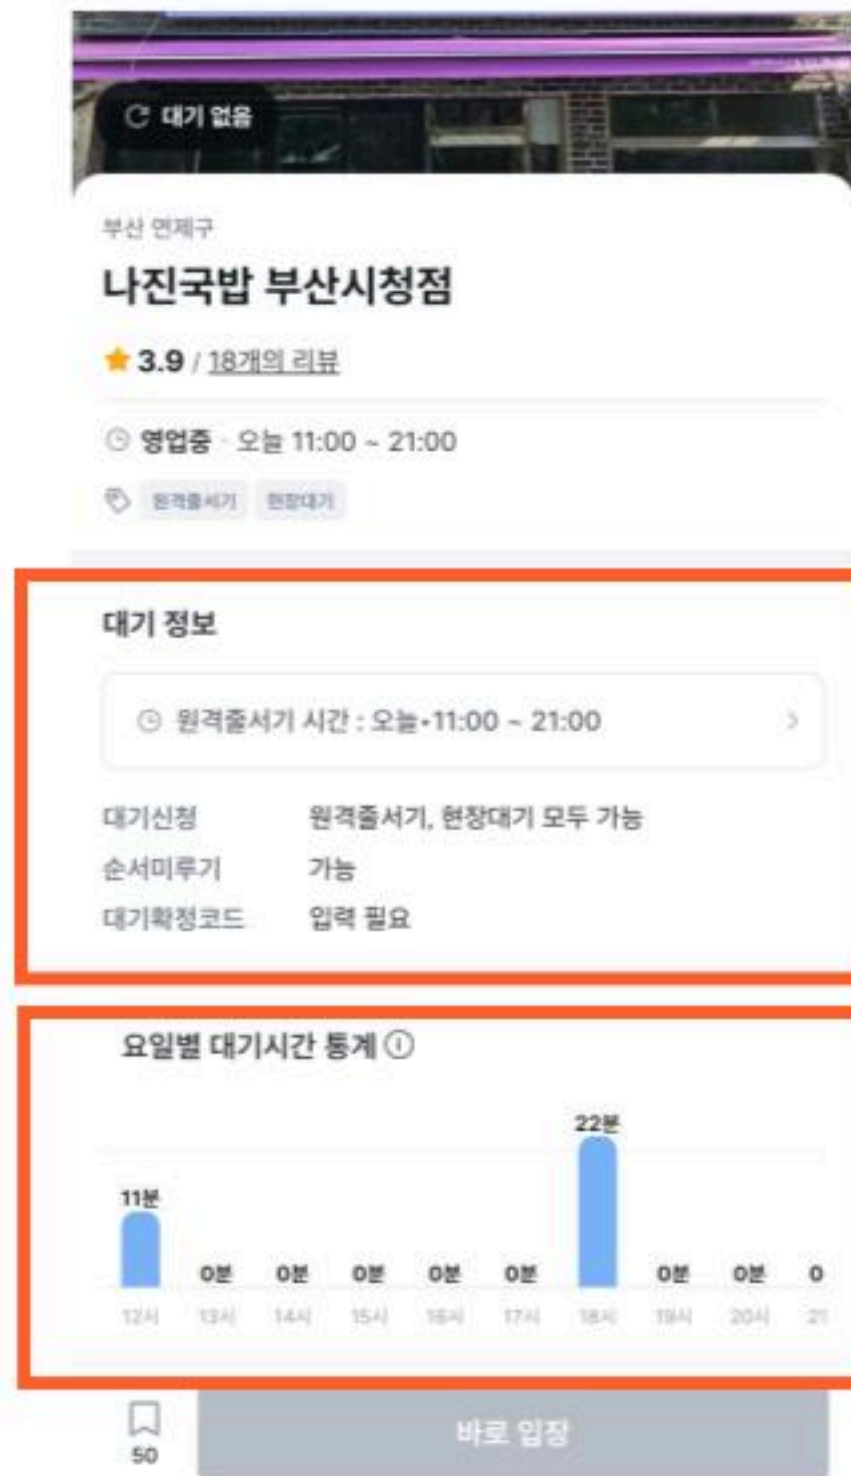 대기 없음
부산 연제구
나진국밥 부산시청점
3.9 / 18개의 리뷰
영업중 · 오늘 11:00 ~ 21:00
원격줄서기 현장대기
대기 정보
원격줄서기 시간 : 오늘•11:00 ~ 21:00
대기신청 원격줄서기, 현장대기 모두 가능
순서미루기 가능
대기확정코드 입력 필요
요일별 대기시간 통계
11분 0분 0분 0분 0분 0분 22분 0분 0분 0
12시 13시 14시 15시 16시 17시 18시 19시 20시 21
바로 입장
50